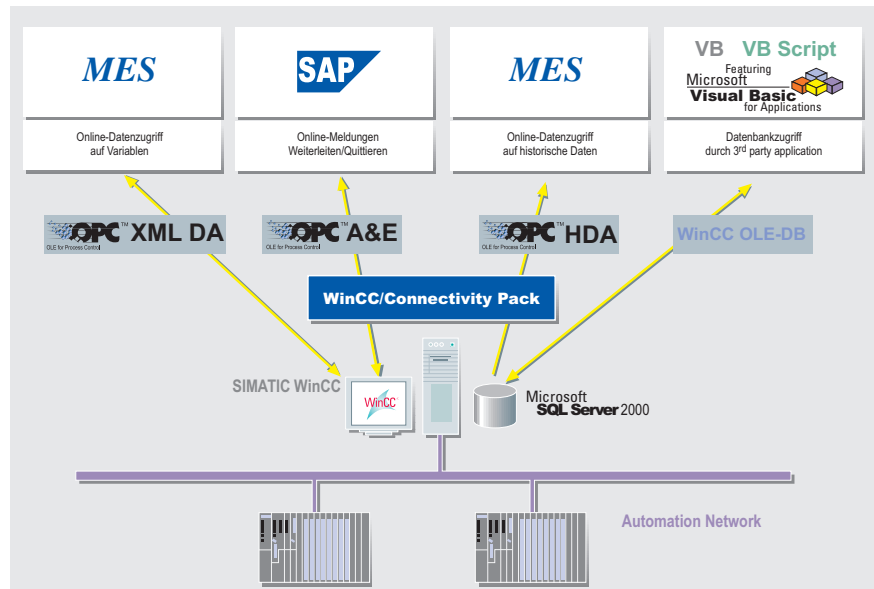 MES
SAP
MES
VB VB Script
Featuring
Microsoft
Visual Basic
for Applications
Online-Datenzugriff
auf Variablen
Online-Meldungen
Weiterleiten/Quittieren
Online-Datenzugriff
auf historische Daten
Datenbankzugriff
durch 3rd party application
OPC™ XML DA
OLE for Process Control
OPC™ A&E
OLE for Process Control
OPC™ HDA
OLE for Process Control
WinCC OLE-DB
WinCC/Connectivity Pack
SIMATIC WinCC
WinCC
Microsoft
SQL Server 2000
Automation Network